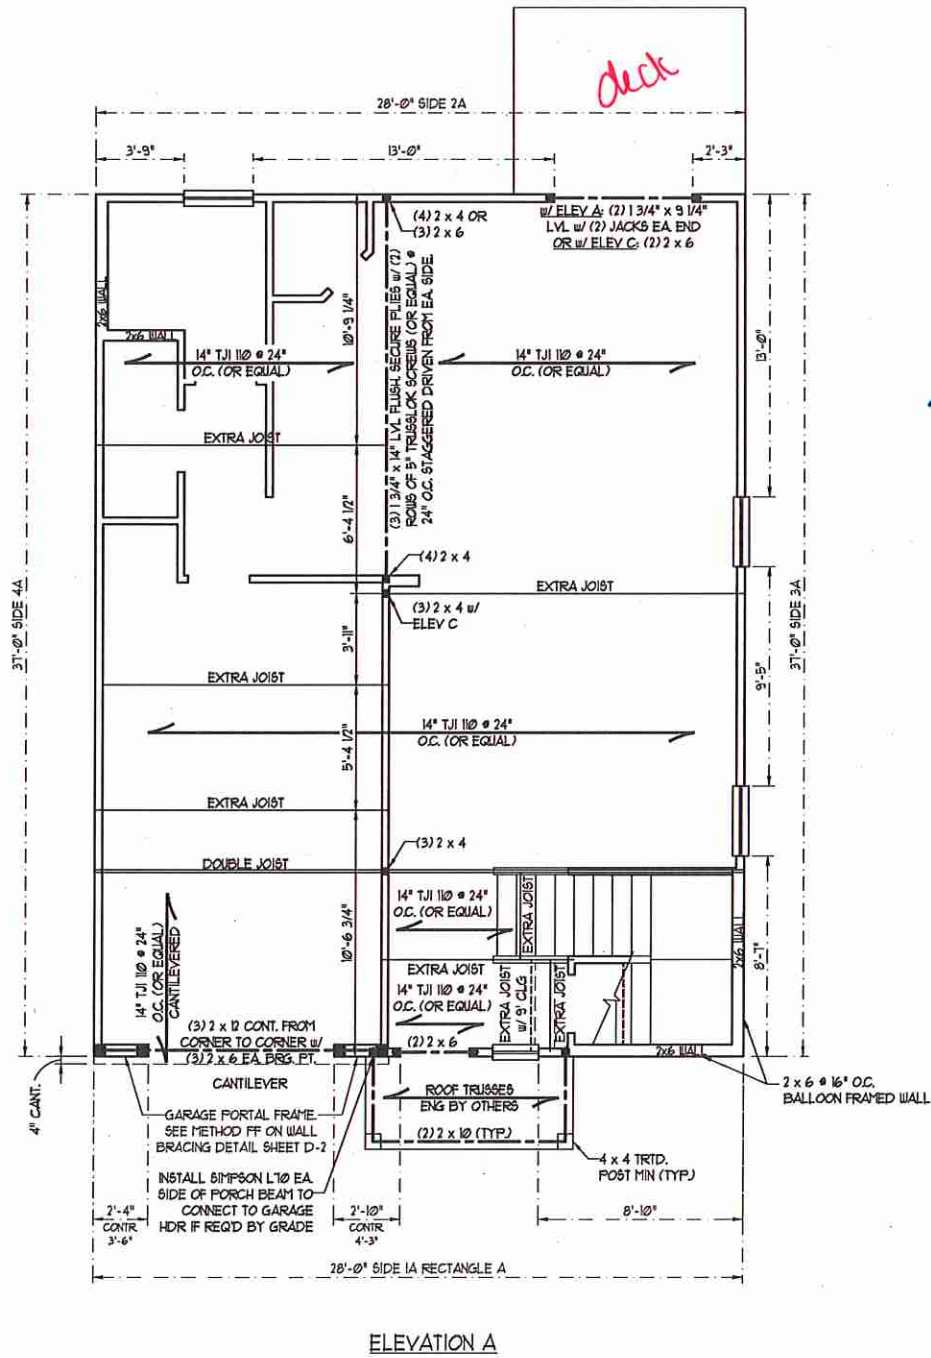 deck
28'-0" SIDE 2A
3'-9"
13'-0"
2'-3"
(4) 2 x 4 OR
(3) 2 x 6
w/ ELEV A: (2) 1 3/4" x 9 1/4"
LVL w/ (2) JACKS EA. END
OR w/ ELEV C: (2) 2 x 6
2x6 WALL
2x6 WALL
10'-9 1/4"
(3) 1 3/4" x 14" LVL FLUSH. SECURE PLIES w/ (2)
ROWS OF 5" TRUSSLOK SCREWS (OR EQUAL) @
24" O.C. STAGGERED DRIVEN FROM EA. SIDE.
13'-0"
14" TJI 110 @ 24"
O.C. (OR EQUAL)
14" TJI 110 @ 24"
O.C. (OR EQUAL)
EXTRA JOIST
6'-4 1/2"
(4) 2 x 4
EXTRA JOIST
(3) 2 x 4 w/
ELEV C
37'-0" SIDE 4A
37'-0" SIDE 3A
3'-11"
9'-5"
EXTRA JOIST
14" TJI 110 @ 24"
O.C. (OR EQUAL)
5'-4 1/2"
EXTRA JOIST
(3) 2 x 4
DOUBLE JOIST
14" TJI 110 @ 24"
O.C. (OR EQUAL)
EXTRA JOIST
2x6 WALL
8'-7"
10'-6 3/4"
14" TJI 110 @ 24"
O.C. (OR EQUAL)
CANTILEVERED
EXTRA JOIST
14" TJI 110 @ 24"
O.C. (OR EQUAL)
EXTRA JOIST
w/ 9' CLG
EXTRA JOIST
(3) 2 x 12 CONT. FROM
CORNER TO CORNER w/
(3) 2 x 6 EA. BRG. PT.
(2) 2 x 6
2x6 WALL
CANTILEVER
4" CANT.
2 x 6 @ 16" O.C.
BALLOON FRAMED WALL
ROOF TRUSSES
ENG BY OTHERS
(2) 2 x 10 (TYP.)
GARAGE PORTAL FRAME.
SEE METHOD PF ON WALL
BRACING DETAIL SHEET D-2
4 x 4 TRTD.
POST MIN (TYP.)
INSTALL SIMPSON L70 EA.
SIDE OF PORCH BEAM TO
CONNECT TO GARAGE
HDR IF REQ'D BY GRADE
2'-4"
CONTR.
3'-6"
2'-10"
CONTR.
4'-3"
8'-10"
28'-0" SIDE 1A RECTANGLE A
ELEVATION A